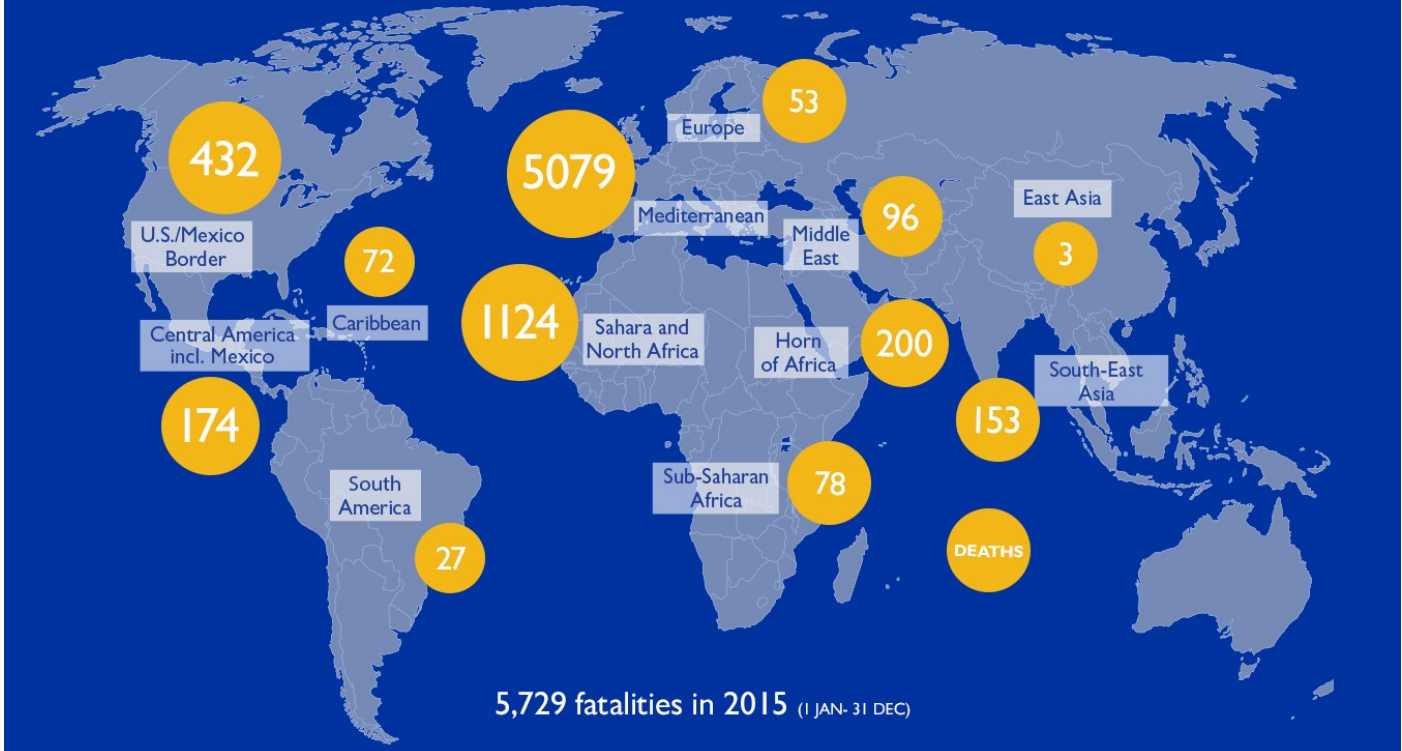 53
Europe
432
5079
East Asia
Mediterranean
96
U.S./Mexico
Border
Middle
East
3
72
Caribbean
1124
Sahara and
North Africa
Central America
incl. Mexico
Horn
of Africa
200
South-East
Asia
174
153
South
America
Sub-Saharan
Africa
78
27
DEATHS
5,729 fatalities in 2015 (1 JAN- 31 DEC)